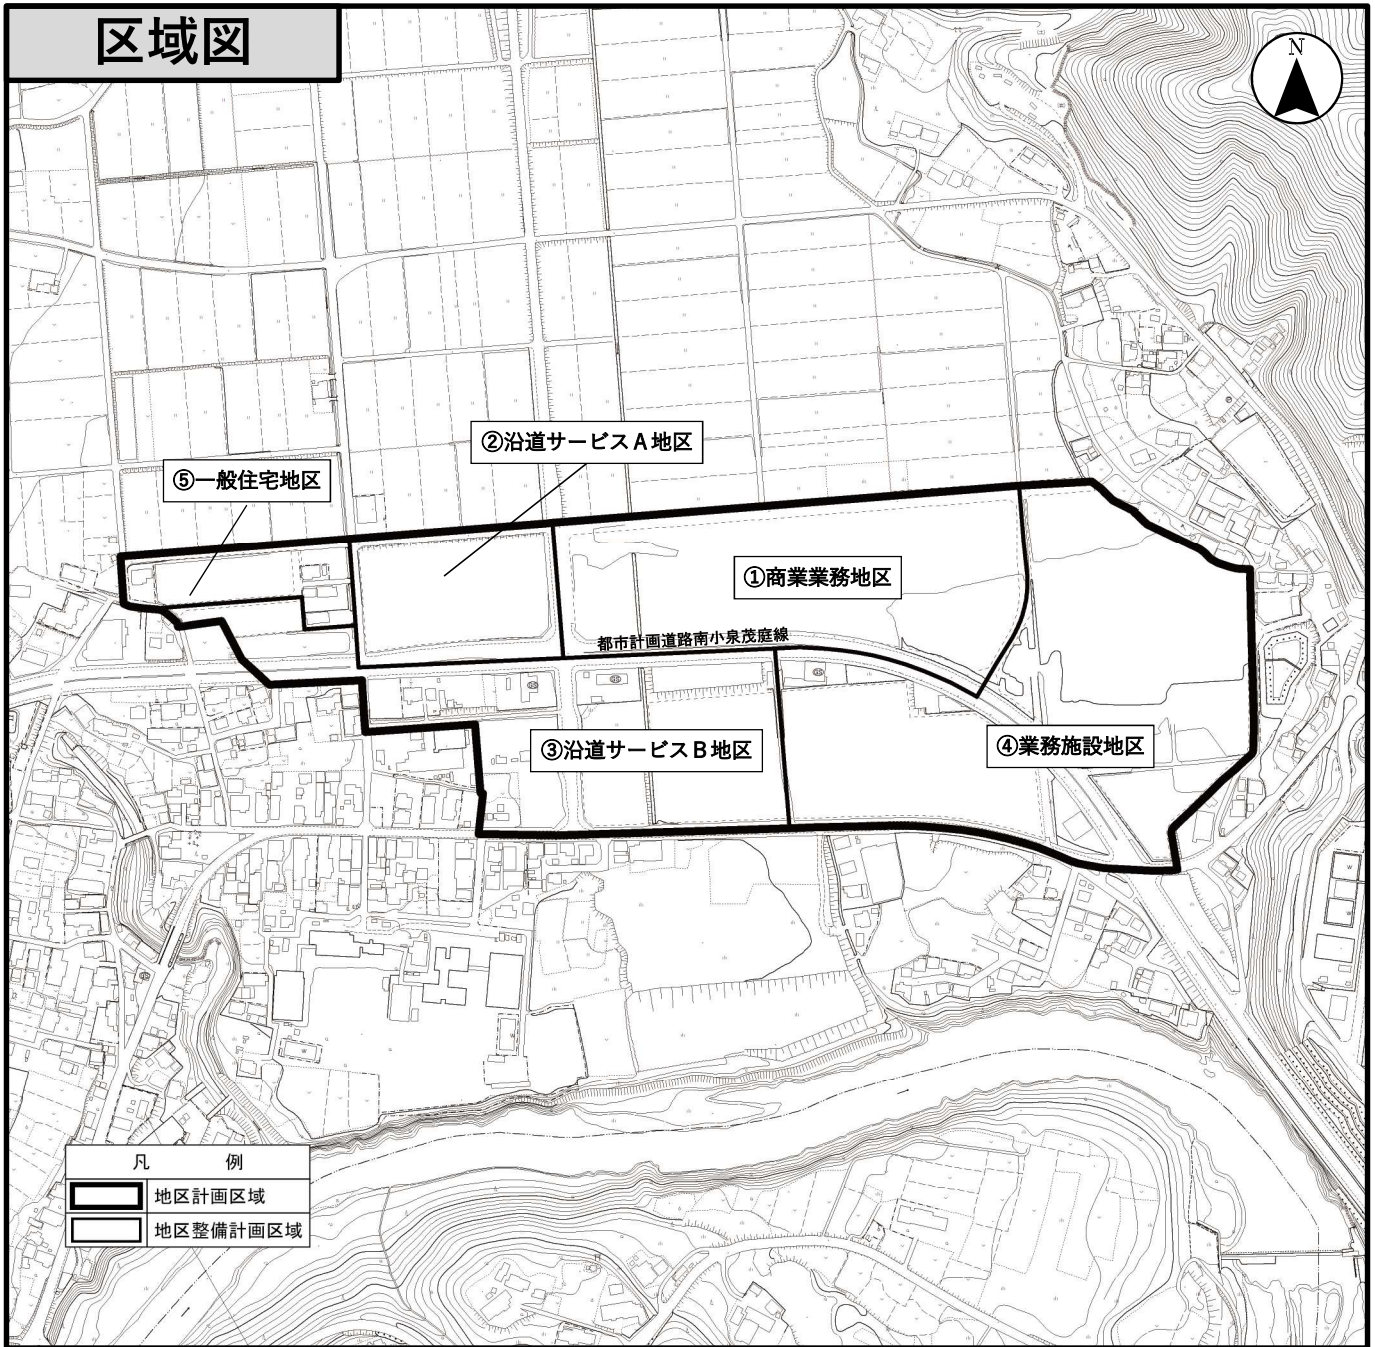 区域図
N
②沿道サービスA地区
⑤一般住宅地区
①商業業務地区
都市計画道路南小泉茂庭線
③沿道サービスB地区
④業務施設地区
凡 例
地区計画区域
地区整備計画区域